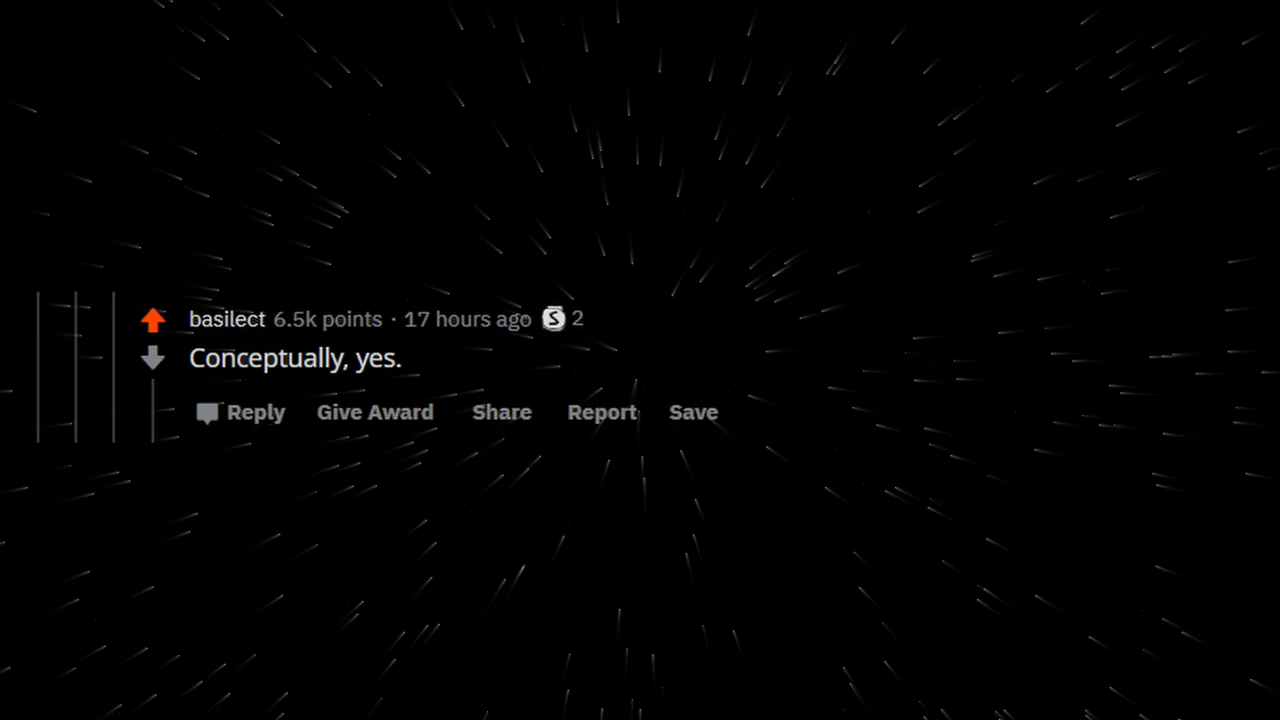 basilect 6.5k points · 17 hours ago S 2
Conceptually, yes.
Reply Give Award Share Report Save